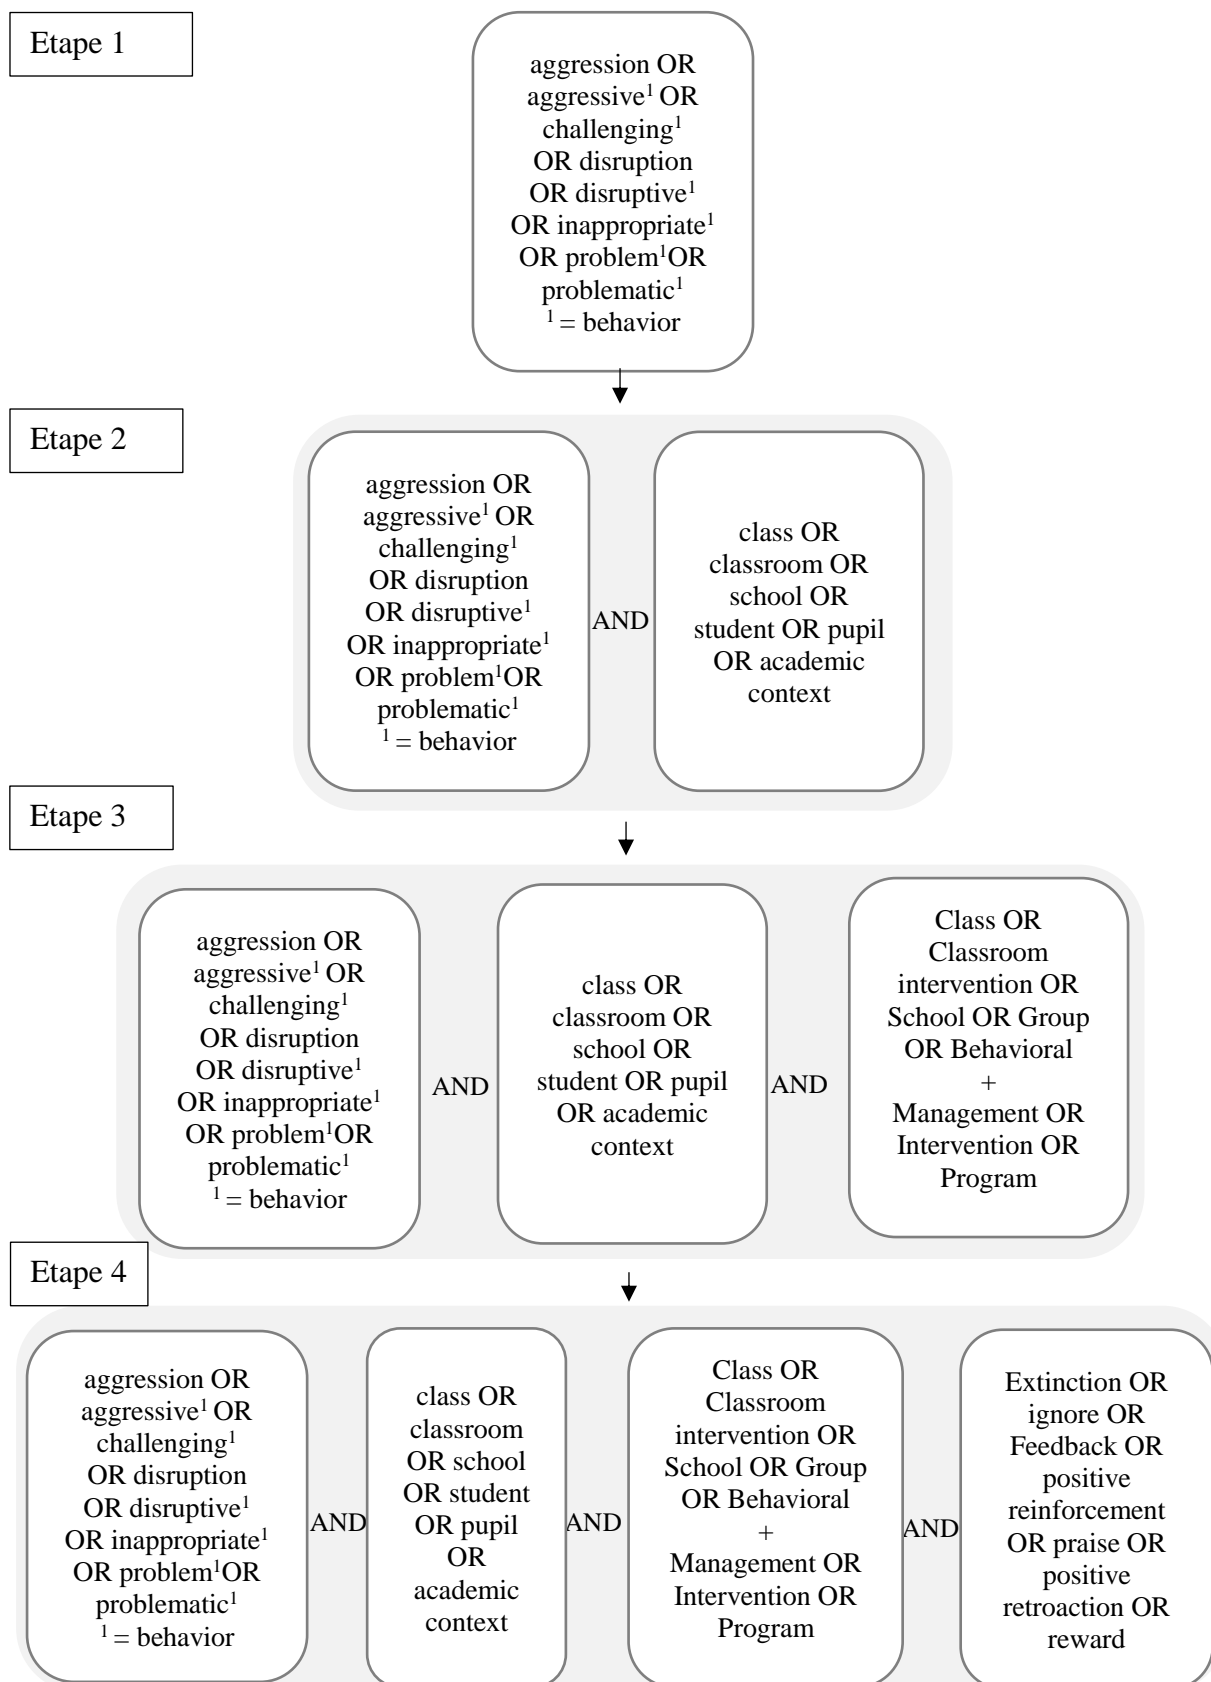 Etape 1
aggression OR
aggressive¹ OR
challenging¹
OR disruption
OR disruptive¹
OR inappropriate¹
OR problem¹OR
problematic¹
¹ = behavior
Etape 2
aggression OR
aggressive¹ OR
challenging¹
OR disruption
OR disruptive¹
OR inappropriate¹
OR problem¹OR
problematic¹
¹ = behavior
AND
class OR
classroom OR
school OR
student OR pupil
OR academic
context
Etape 3
aggression OR
aggressive¹ OR
challenging¹
OR disruption
OR disruptive¹
OR inappropriate¹
OR problem¹OR
problematic¹
¹ = behavior
AND
class OR
classroom OR
school OR
student OR pupil
OR academic
context
AND
Class OR
Classroom
intervention OR
School OR Group
OR Behavioral
+
Management OR
Intervention OR
Program
Etape 4
aggression OR
aggressive¹ OR
challenging¹
OR disruption
OR disruptive¹
OR inappropriate¹
OR problem¹OR
problematic¹
¹ = behavior
AND
class OR
classroom
OR school
OR student
OR pupil
OR
academic
context
AND
Class OR
Classroom
intervention OR
School OR Group
OR Behavioral
+
Management OR
Intervention OR
Program
AND
Extinction OR
ignore OR
Feedback OR
positive
reinforcement
OR praise OR
positive
retroaction OR
reward